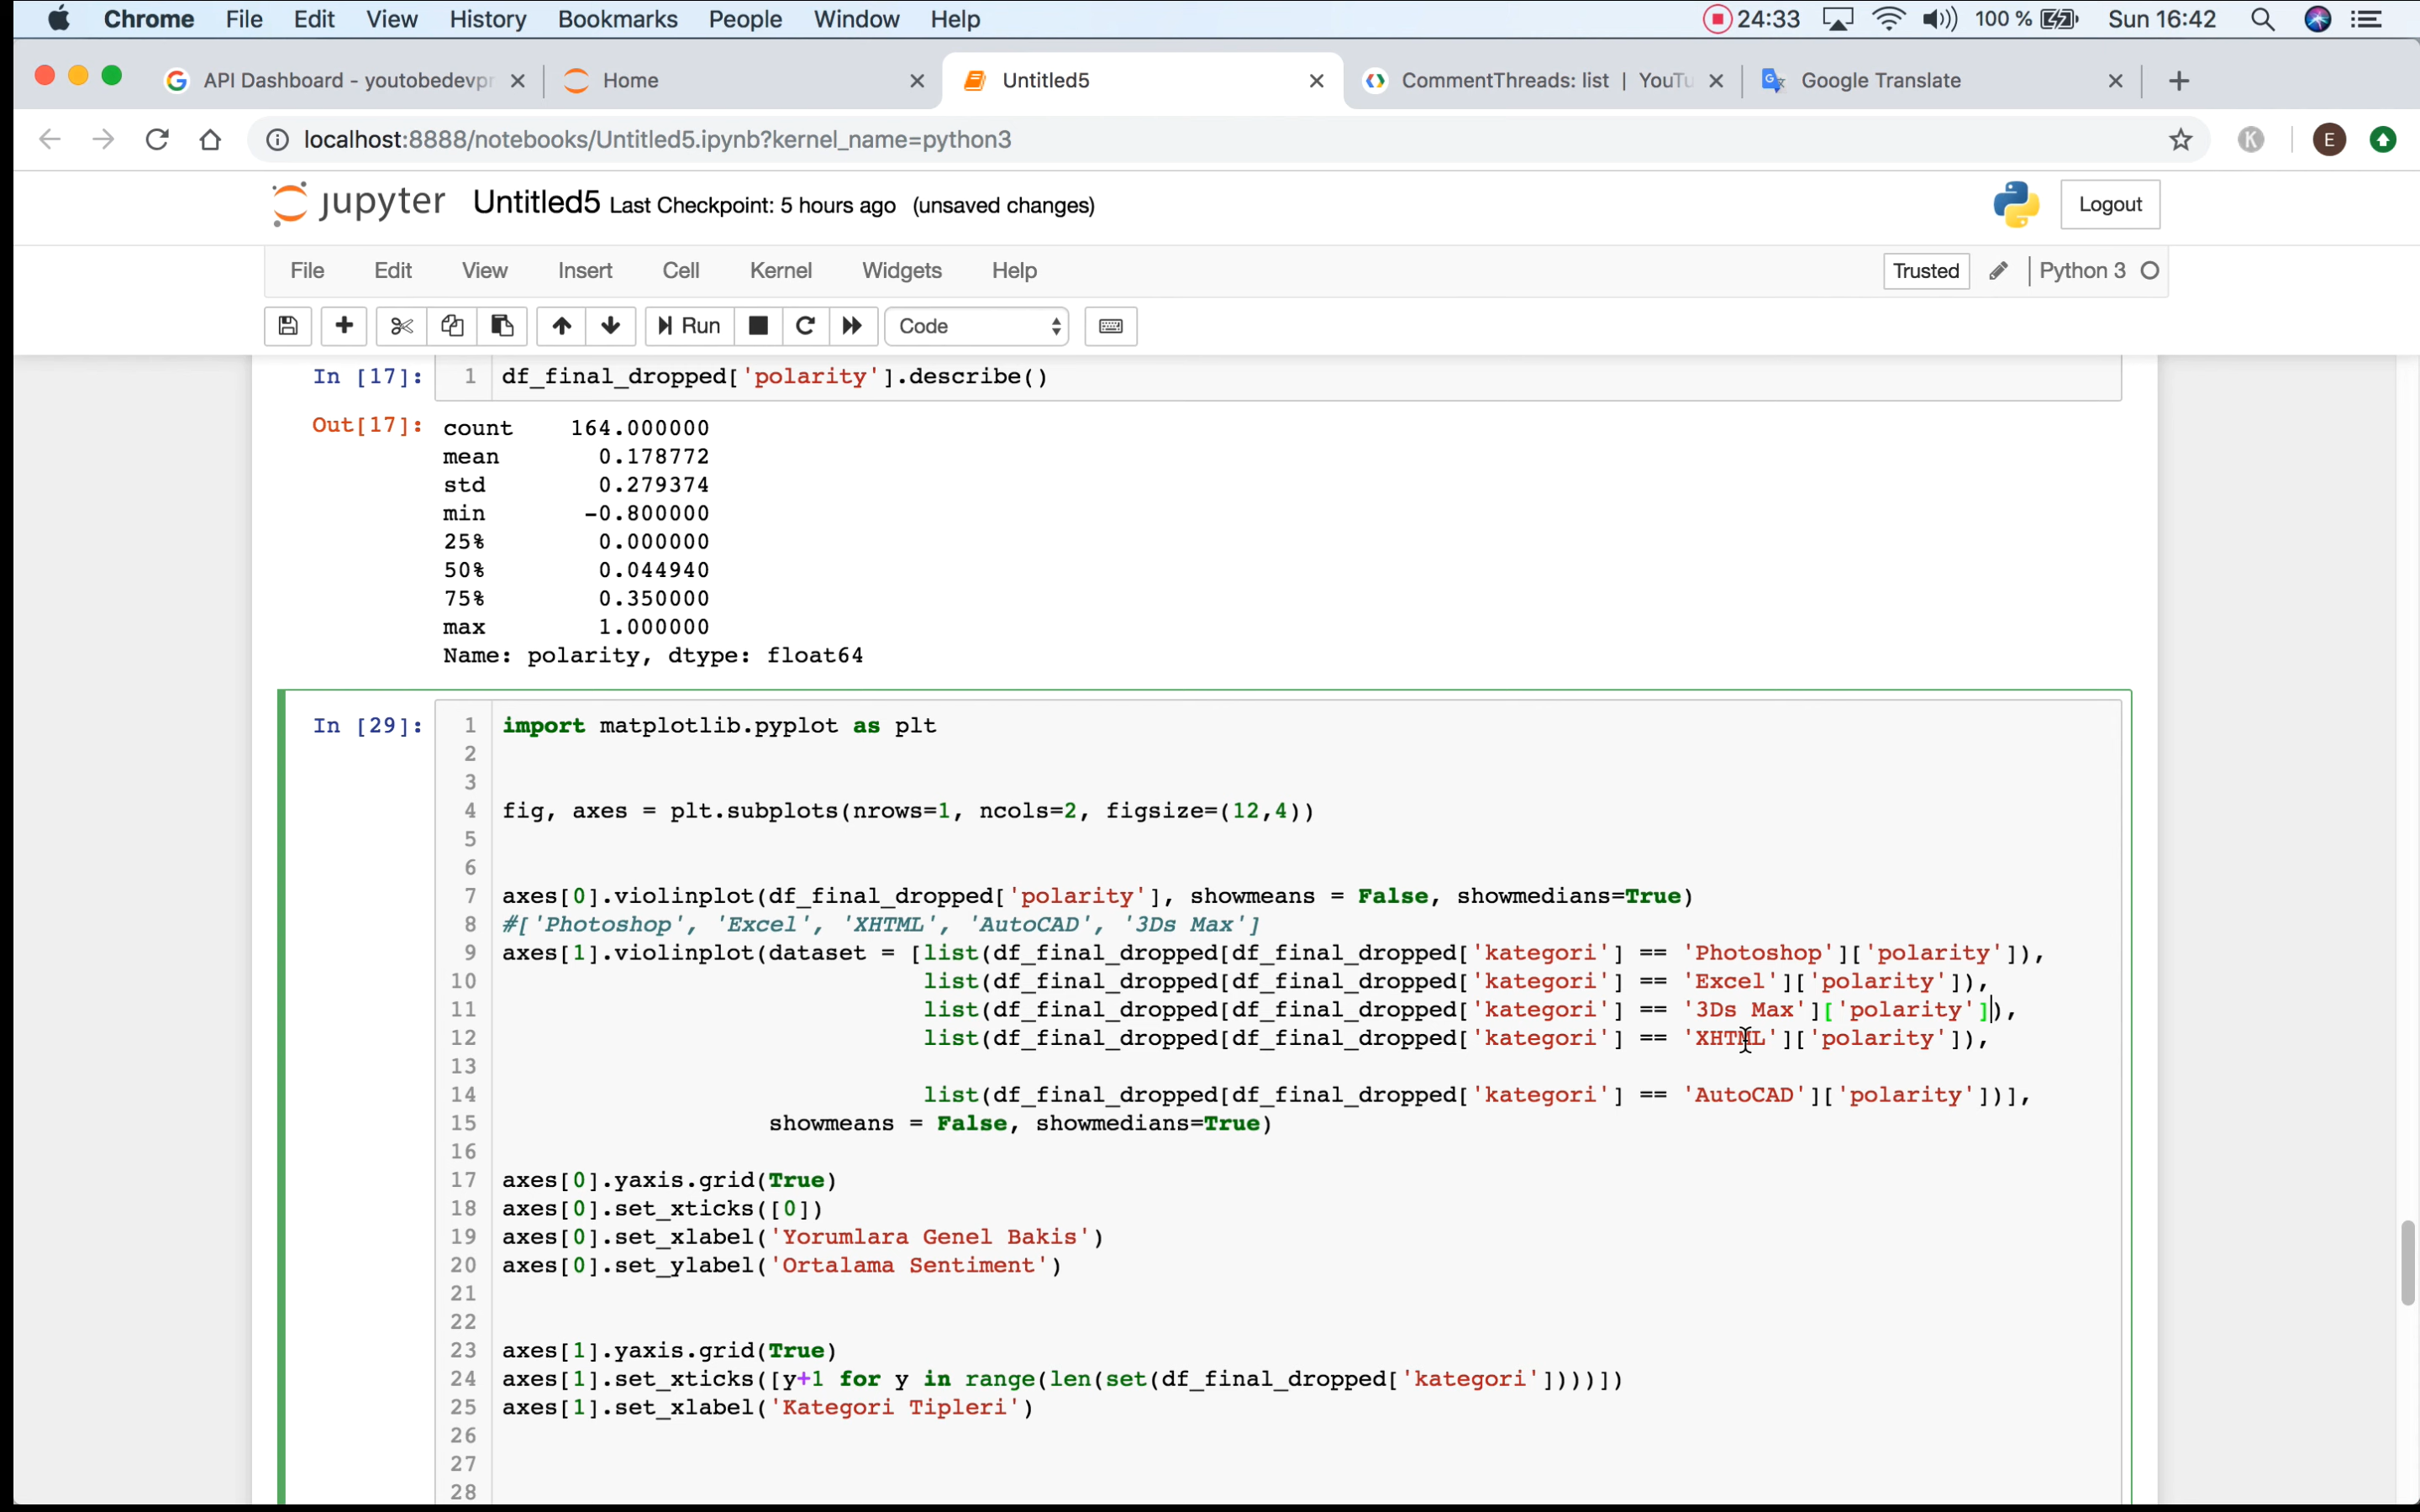 Chrome File Edit View History Bookmarks People Window Help 24:33 100 % Sun 16:42
API Dashboard - youtobedevpr Home Untitled5 CommentThreads: list | YouTu Google Translate
localhost:8888/notebooks/Untitled5.ipynb?kernel_name=python3 K E
jupyter Untitled5 Last Checkpoint: 5 hours ago (unsaved changes) Logout
File Edit View Insert Cell Kernel Widgets Help Trusted Python 3
Run Code
In [17]: 1 df_final_dropped['polarity'].describe()
Out[17]: count 164.000000
mean 0.178772
std 0.279374
min -0.800000
25% 0.000000
50% 0.044940
75% 0.350000
max 1.000000
Name: polarity, dtype: float64
In [29]: 1 import matplotlib.pyplot as plt
2
3
4 fig, axes = plt.subplots(nrows=1, ncols=2, figsize=(12,4))
5
6
7 axes[0].violinplot(df_final_dropped['polarity'], showmeans = False, showmedians=True)
8 #['Photoshop', 'Excel', 'XHTML', 'AutoCAD', '3Ds Max']
9 axes[1].violinplot(dataset = [list(df_final_dropped[df_final_dropped['kategori'] == 'Photoshop']['polarity']),
10 list(df_final_dropped[df_final_dropped['kategori'] == 'Excel']['polarity']),
11 list(df_final_dropped[df_final_dropped['kategori'] == '3Ds Max']['polarity']),
12 list(df_final_dropped[df_final_dropped['kategori'] == 'XHTML']['polarity']),
13
14 list(df_final_dropped[df_final_dropped['kategori'] == 'AutoCAD']['polarity'])],
15 showmeans = False, showmedians=True)
16
17 axes[0].yaxis.grid(True)
18 axes[0].set_xticks([0])
19 axes[0].set_xlabel('Yorumlara Genel Bakis')
20 axes[0].set_ylabel('Ortalama Sentiment')
21
22
23 axes[1].yaxis.grid(True)
24 axes[1].set_xticks([y+1 for y in range(len(set(df_final_dropped['kategori'])))])
25 axes[1].set_xlabel('Kategori Tipleri')
26
27
28